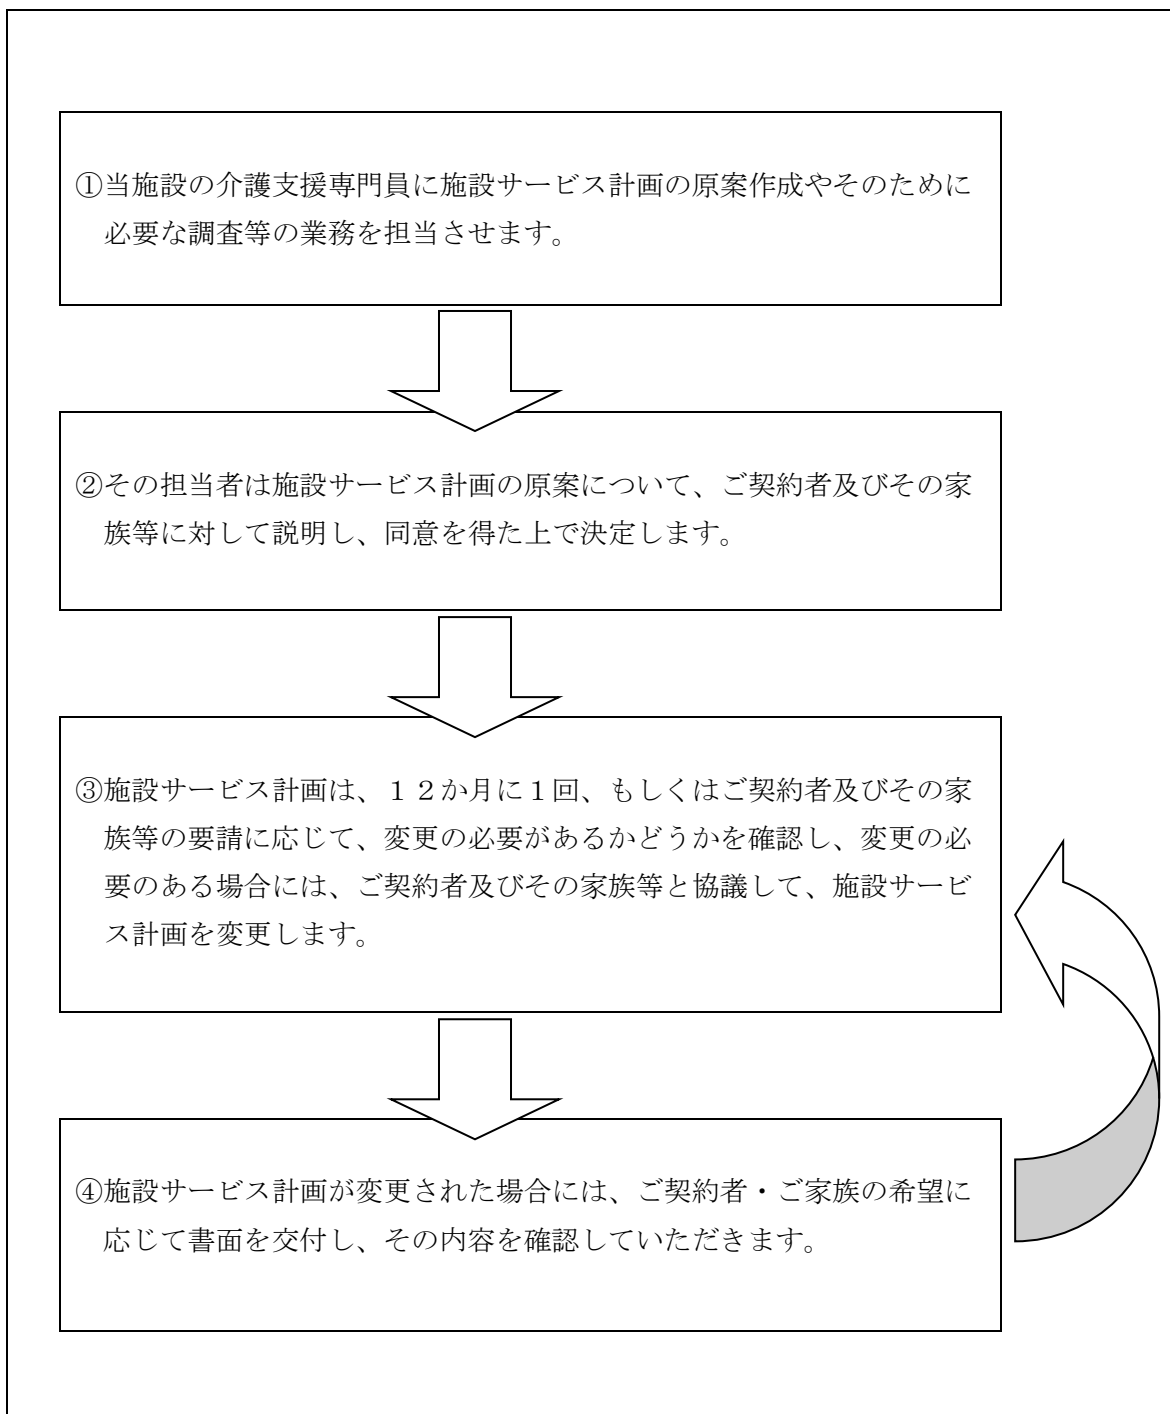 ①当施設の介護支援専門員に施設サービス計画の原案作成やそのために
必要な調査等の業務を担当させます。
②その担当者は施設サービス計画の原案について、ご契約者及びその家
族等に対して説明し、同意を得た上で決定します。
③施設サービス計画は、１２か月に１回、もしくはご契約者及びその家
族等の要請に応じて、変更の必要があるかどうかを確認し、変更の必
要のある場合には、ご契約者及びその家族等と協議して、施設サービ
ス計画を変更します。
④施設サービス計画が変更された場合には、ご契約者・ご家族の希望に
応じて書面を交付し、その内容を確認していただきます。